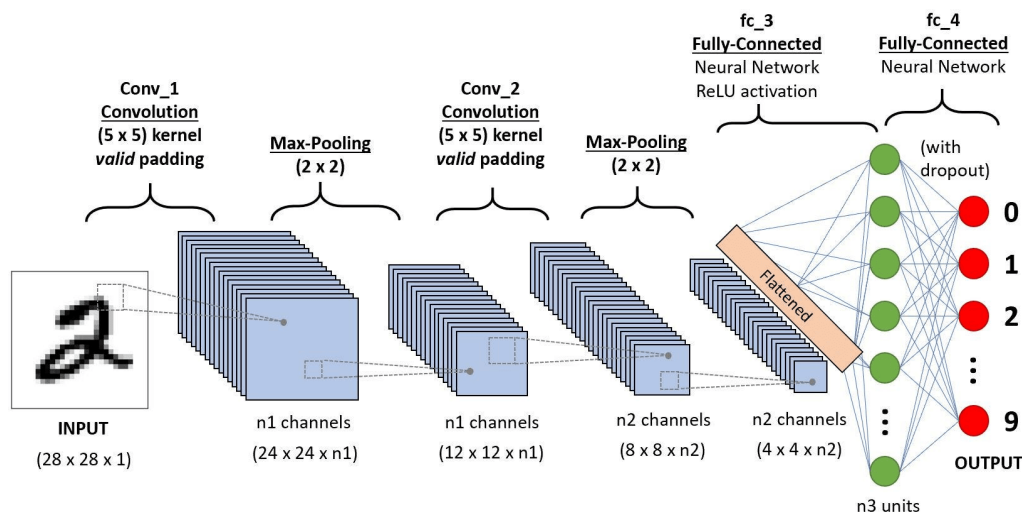 fc_3
Fully-Connected
Neural Network
ReLU activation
fc_4
Fully-Connected
Neural Network
Conv_1
Convolution
(5 x 5) kernel
valid padding
Max-Pooling
(2 x 2)
Conv_2
Convolution
(5 x 5) kernel
valid padding
Max-Pooling
(2 x 2)
(with
dropout)
2
Flattened
0
1
2
9
INPUT
(28 x 28 x 1)
n1 channels
(24 x 24 x n1)
n1 channels
(12 x 12 x n1)
n2 channels
(8 x 8 x n2)
n2 channels
(4 x 4 x n2)
OUTPUT
n3 units